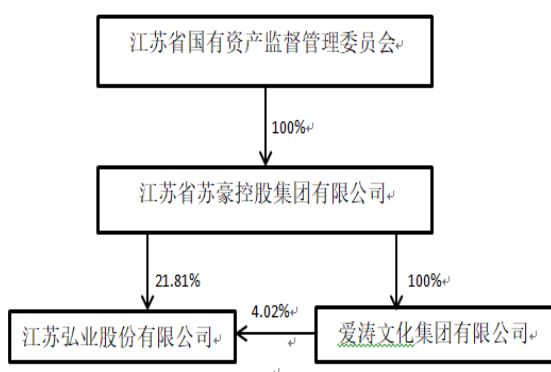 江苏省国有资产监督管理委员会
100%
江苏省苏豪控股集团有限公司
21.81%
100%
4.02%
江苏弘业股份有限公司
爱涛文化集团有限公司